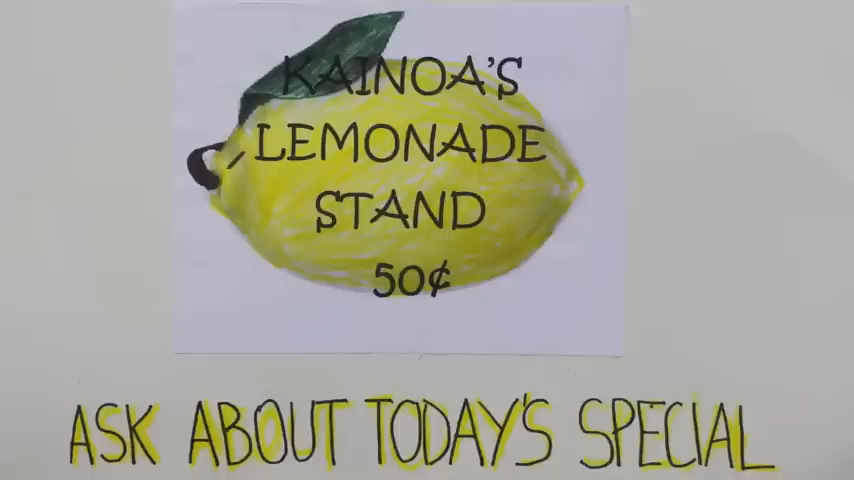 KAINOA'S
LEMONADE
STAND
50¢
ASK ABOUT TODAY'S SPECIAL